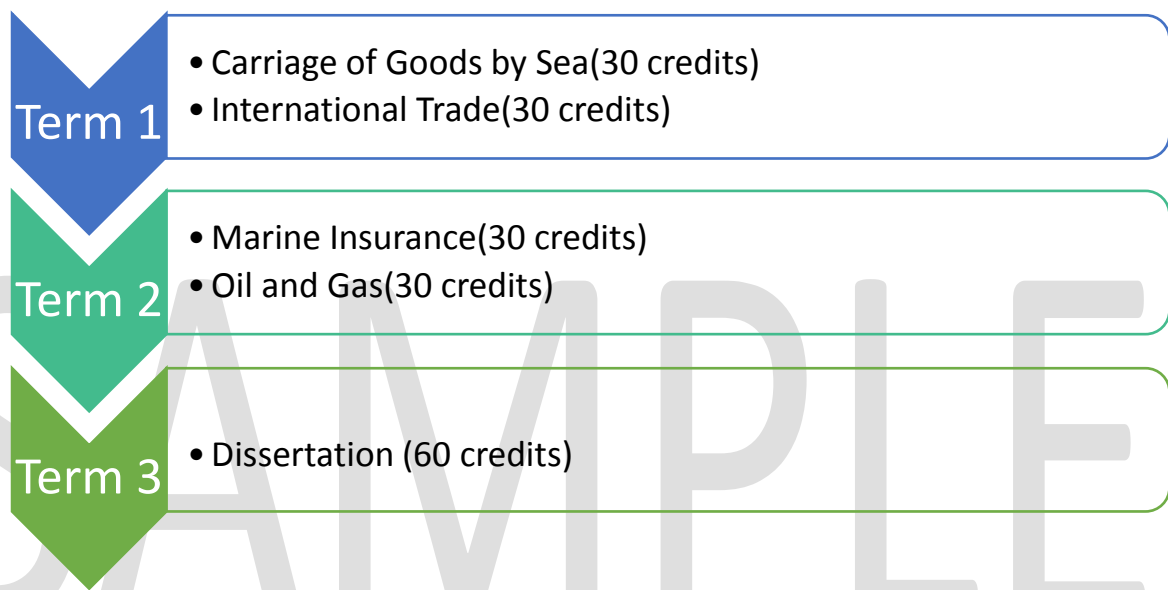 Term 1
• Carriage of Goods by Sea(30 credits)
• International Trade(30 credits)
Term 2
• Marine Insurance(30 credits)
• Oil and Gas(30 credits)
Term 3
• Dissertation (60 credits)
SAMPLE